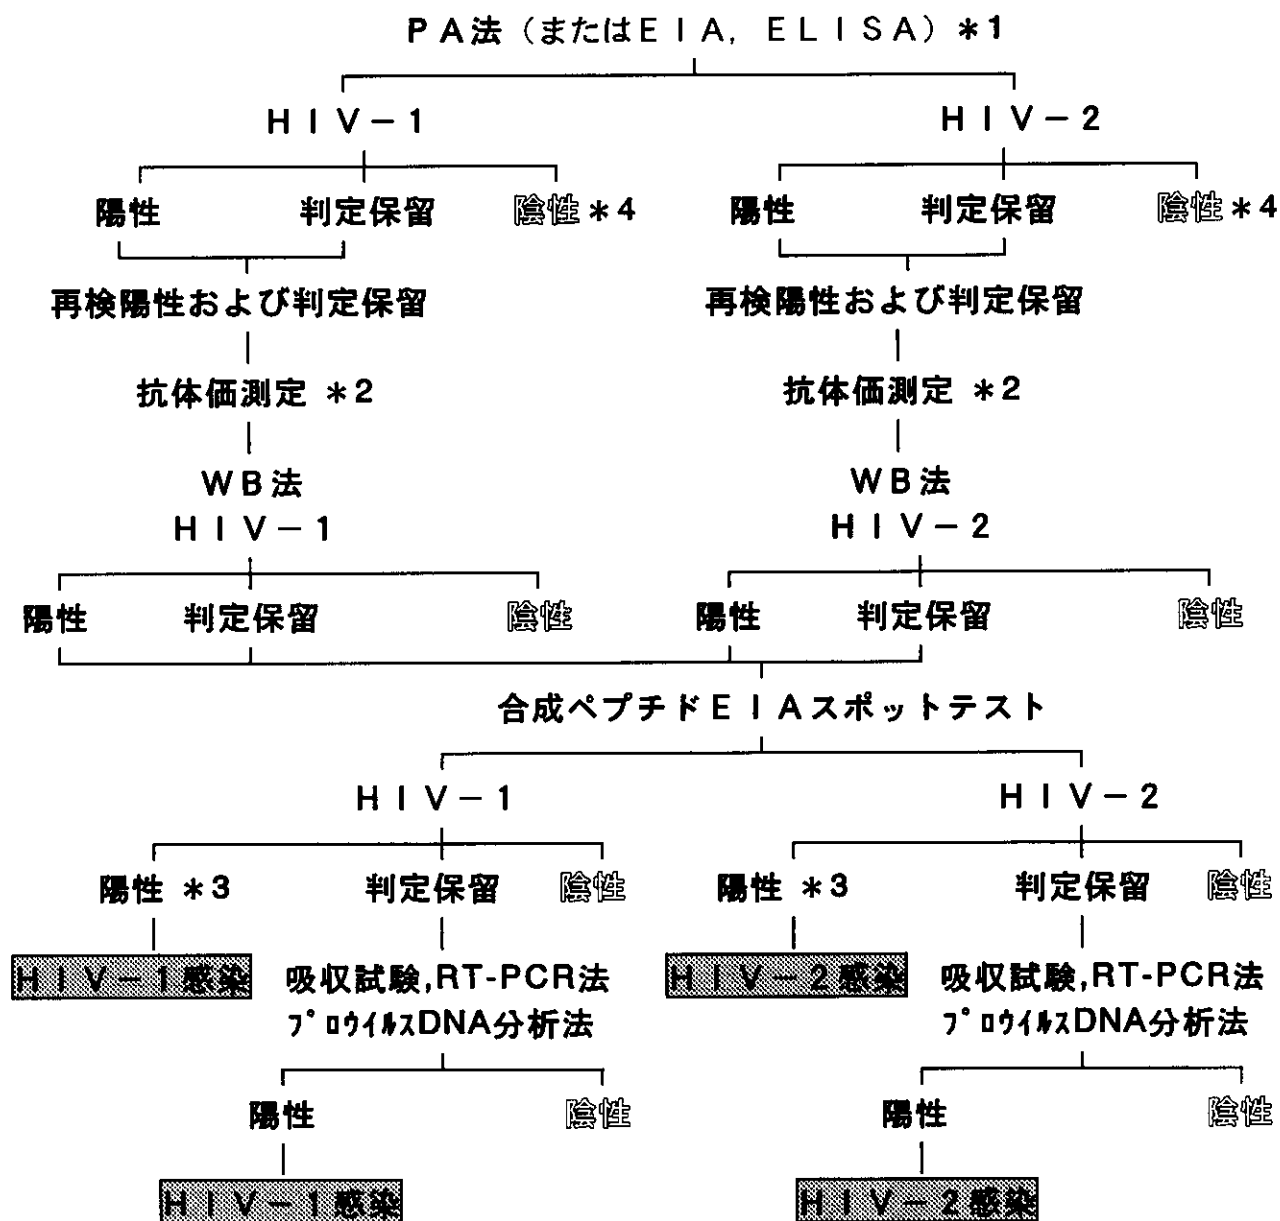 ＰＡ法（またはＥＩＡ，ＥＬＩＳＡ）＊1
ＨＩＶ－1 ＨＩＶ－2
陽性 判定保留 陰性＊4 陽性 判定保留 陰性＊4
再検陽性および判定保留 再検陽性および判定保留
抗体価測定 ＊2 抗体価測定 ＊2
ＷＢ法 ＷＢ法
ＨＩＶ－1 ＨＩＶ－2
陽性 判定保留 陰性 陽性 判定保留 陰性
合成ペプチドＥＩＡスポットテスト
ＨＩＶ－1 ＨＩＶ－2
陽性 ＊3 判定保留 陰性 陽性 ＊3 判定保留 陰性
ＨＩＶ－1感染 吸収試験,RT-PCR法 ＨＩＶ－2感染 吸収試験,RT-PCR法
ﾌﾟﾛｳｲﾙｽDNA分析法 ﾌﾟﾛｳｲﾙｽDNA分析法
陽性 陰性 陽性 陰性
ＨＩＶ－1感染 ＨＩＶ－2感染